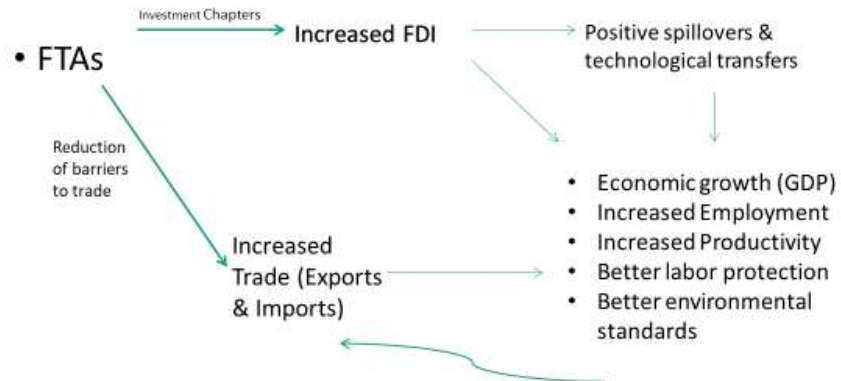 Investment Chapters
• FTAs
Increased FDI
Positive spillovers &
technological transfers
Reduction
of barriers
to trade
Increased
Trade (Exports
& Imports)
• Economic growth (GDP)
• Increased Employment
• Increased Productivity
• Better labor protection
• Better environmental
standards